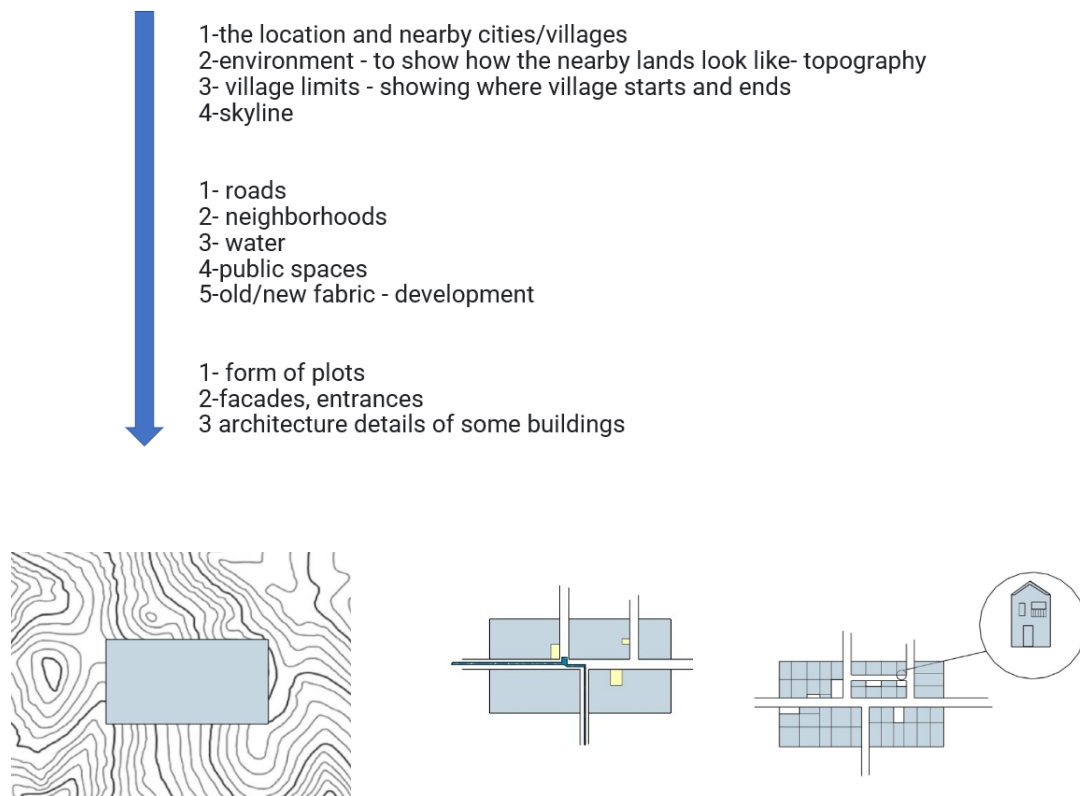 1-the location and nearby cities/villages
2-environment - to show how the nearby lands look like- topography
3- village limits - showing where village starts and ends
4-skyline
1- roads
2- neighborhoods
3- water
4-public spaces
5-old/new fabric - development
1- form of plots
2-facades, entrances
3 architecture details of some buildings